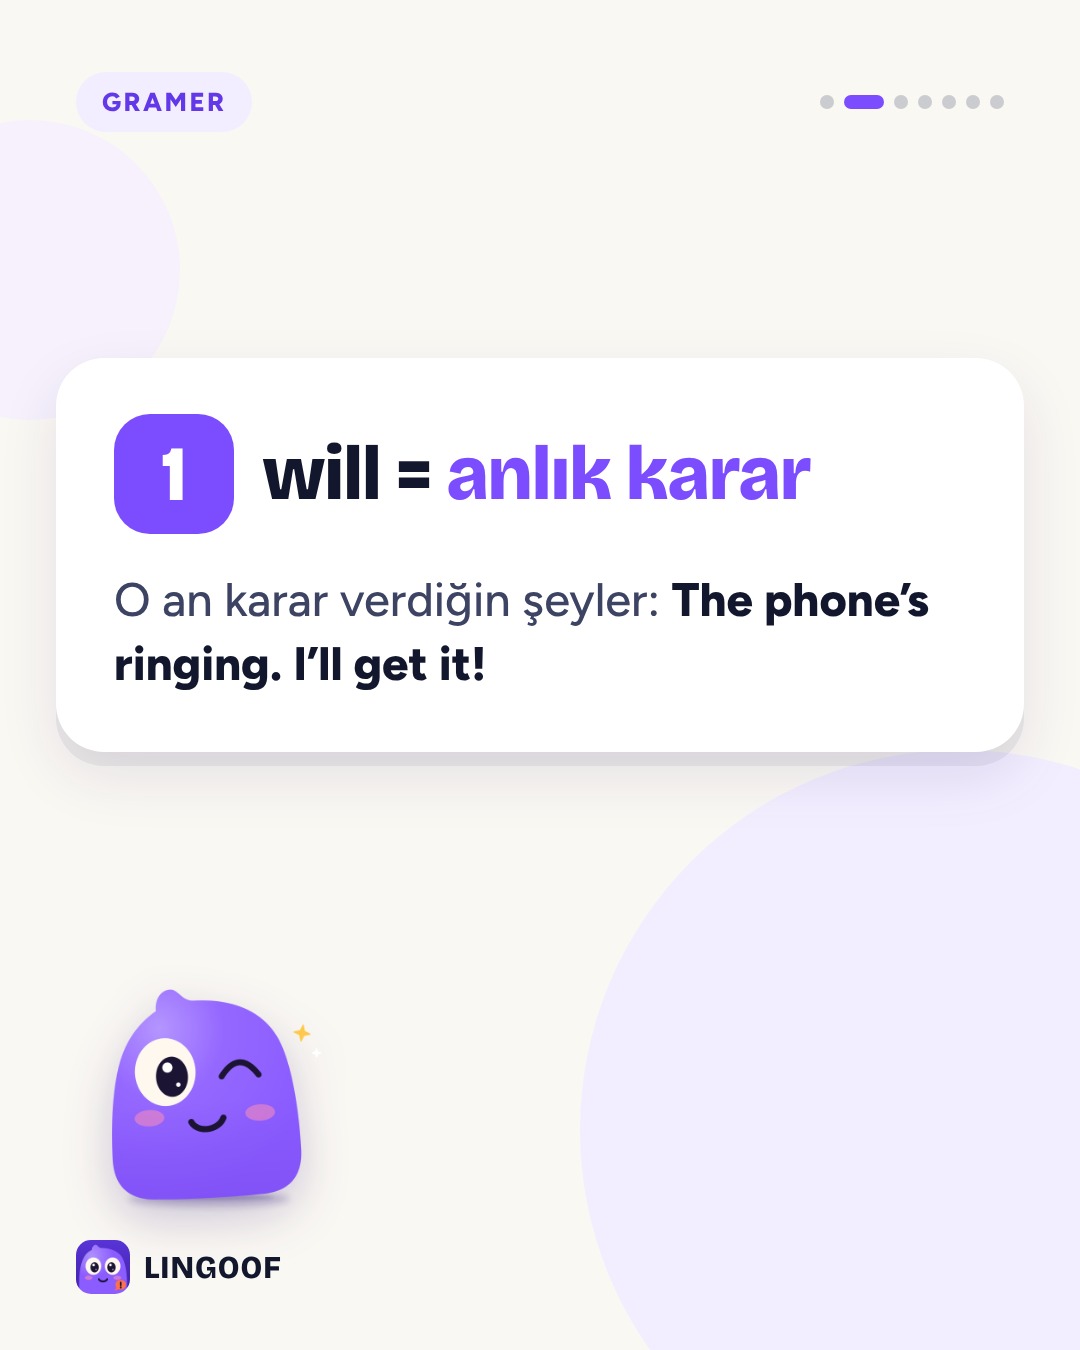 GRAMER
1
will = anlık karar
O an karar verdiğin şeyler: The phone’s
ringing. I’ll get it!
LINGOOF